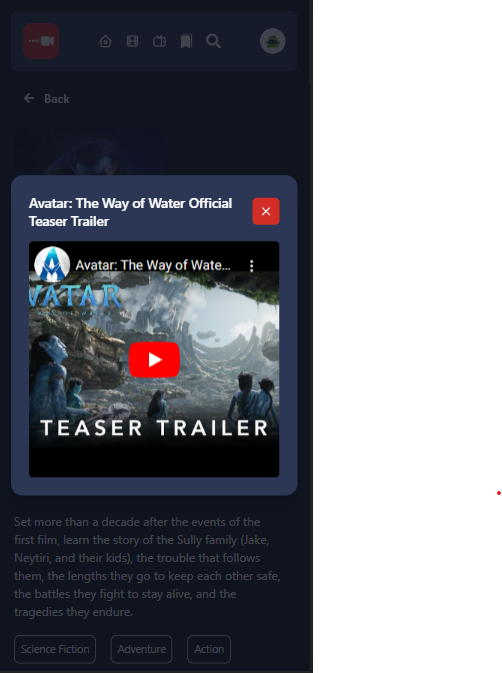 Back
Avatar: The Way of Water Official
Teaser Trailer
Avatar: The Way of Wate...
AVATAR
TEASER TRAILER
Set more than a decade after the events of the
first film, learn the story of the Sully family (Jake,
Neytiri, and their kids), the trouble that follows
them, the lengths they go to keep each other safe,
the battles they fight to stay alive, and the
tragedies they endure.
Science Fiction
Adventure
Action